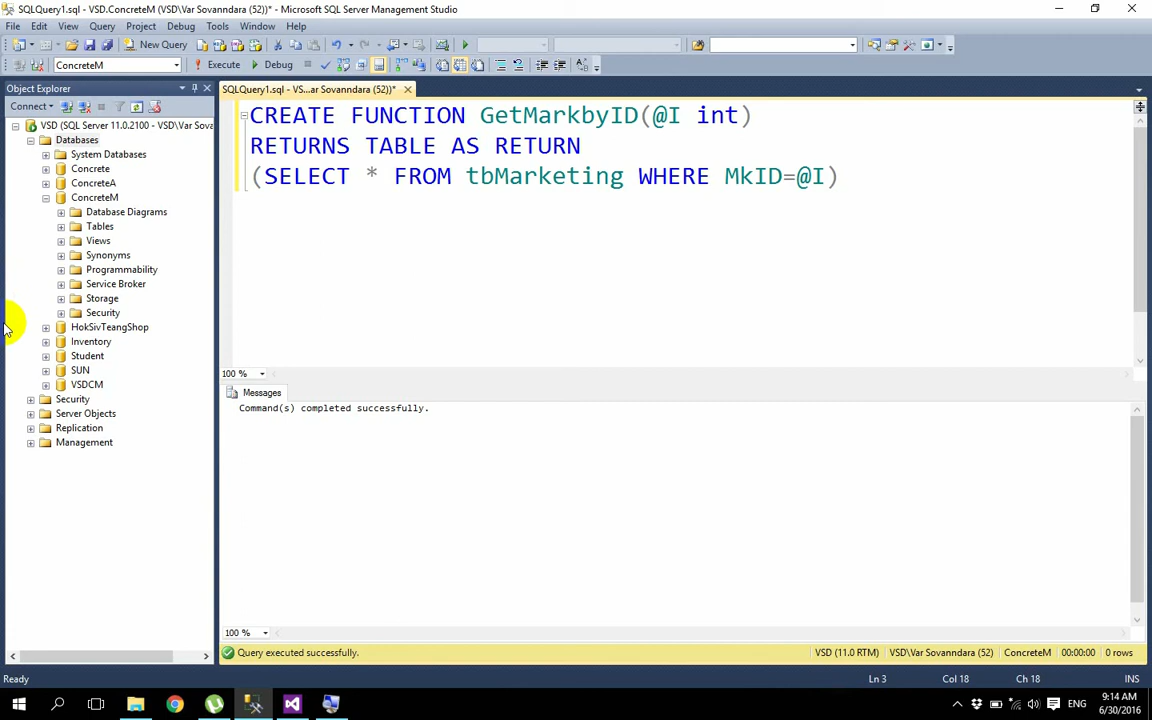 SQLQuery1.sql - VSD.ConcreteM (VSD\Var Sovanndara (52))* - Microsoft SQL Server Management Studio
File Edit View Query Project Debug Tools Window Help
New Query
ConcreteM Execute Debug
Object Explorer
SQLQuery1.sql - VS...ar Sovanndara (52))*
Connect
VSD (SQL Server 11.0.2100 - VSD\Var Sova
Databases
System Databases
Concrete
ConcreteA
ConcreteM
Database Diagrams
Tables
Views
Synonyms
Programmability
Service Broker
Storage
Security
HokSivTeangShop
Inventory
Student
SUN
VSDCM
Security
Server Objects
Replication
Management
CREATE FUNCTION GetMarkbyID(@I int)
RETURNS TABLE AS RETURN
(SELECT * FROM tbMarketing WHERE MkID=@I)
100 %
Messages
Command(s) completed successfully.
100 %
Query executed successfully. VSD (11.0 RTM) VSD\Var Sovanndara (52) ConcreteM 00:00:00 0 rows
Ready Ln 3 Col 18 Ch 18 INS
ENG
9:14 AM
6/30/2016